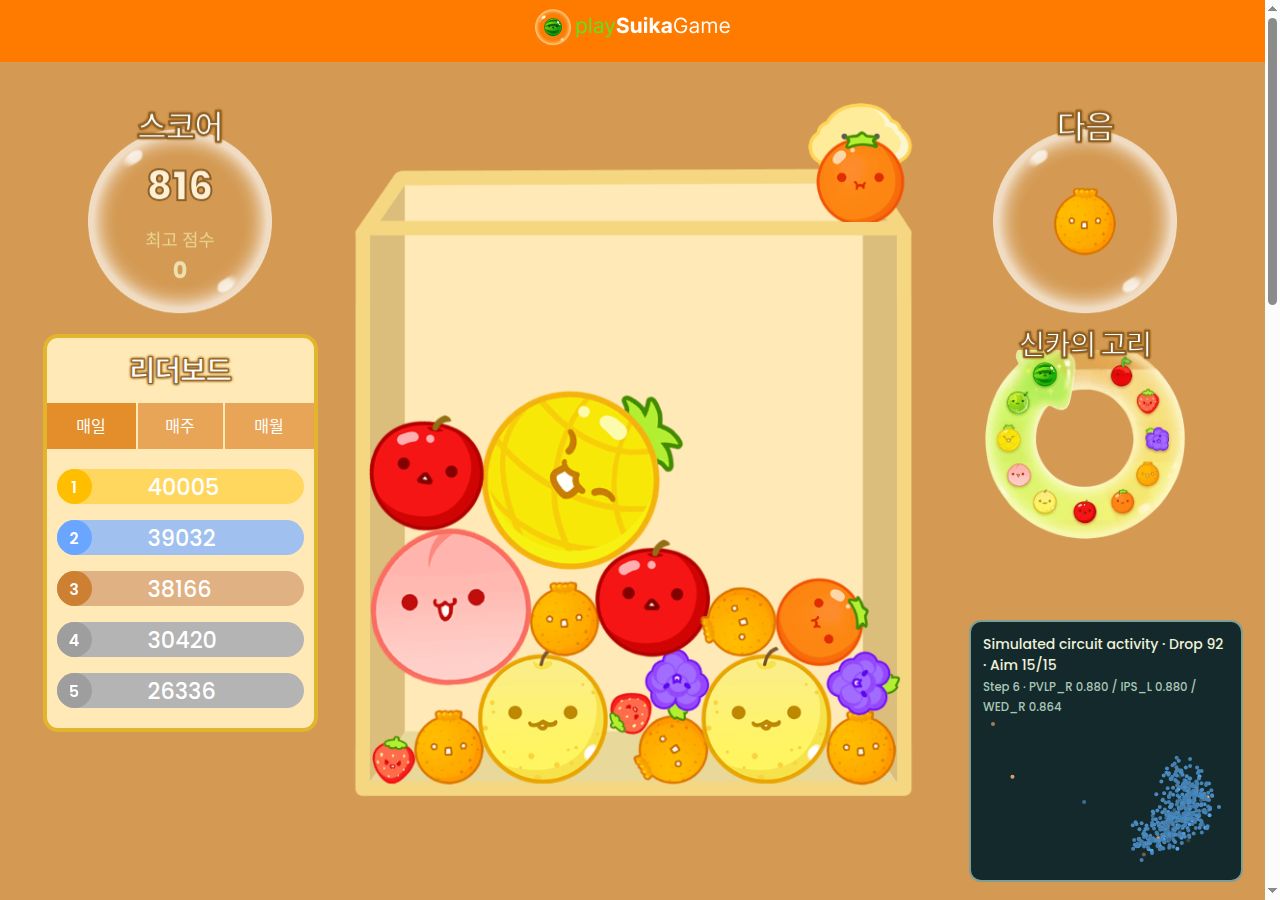 playSuikaGame
스코어
816
최고 점수
0
다음
리더보드
매일 매주 매월
1 40005
2 39032
3 38166
4 30420
5 26336
신카의 고리
Simulated circuit activity · Drop 92
· Aim 15/15
Step 6 · PVLP_R 0.880 / IPS_L 0.880 /
WED_R 0.864